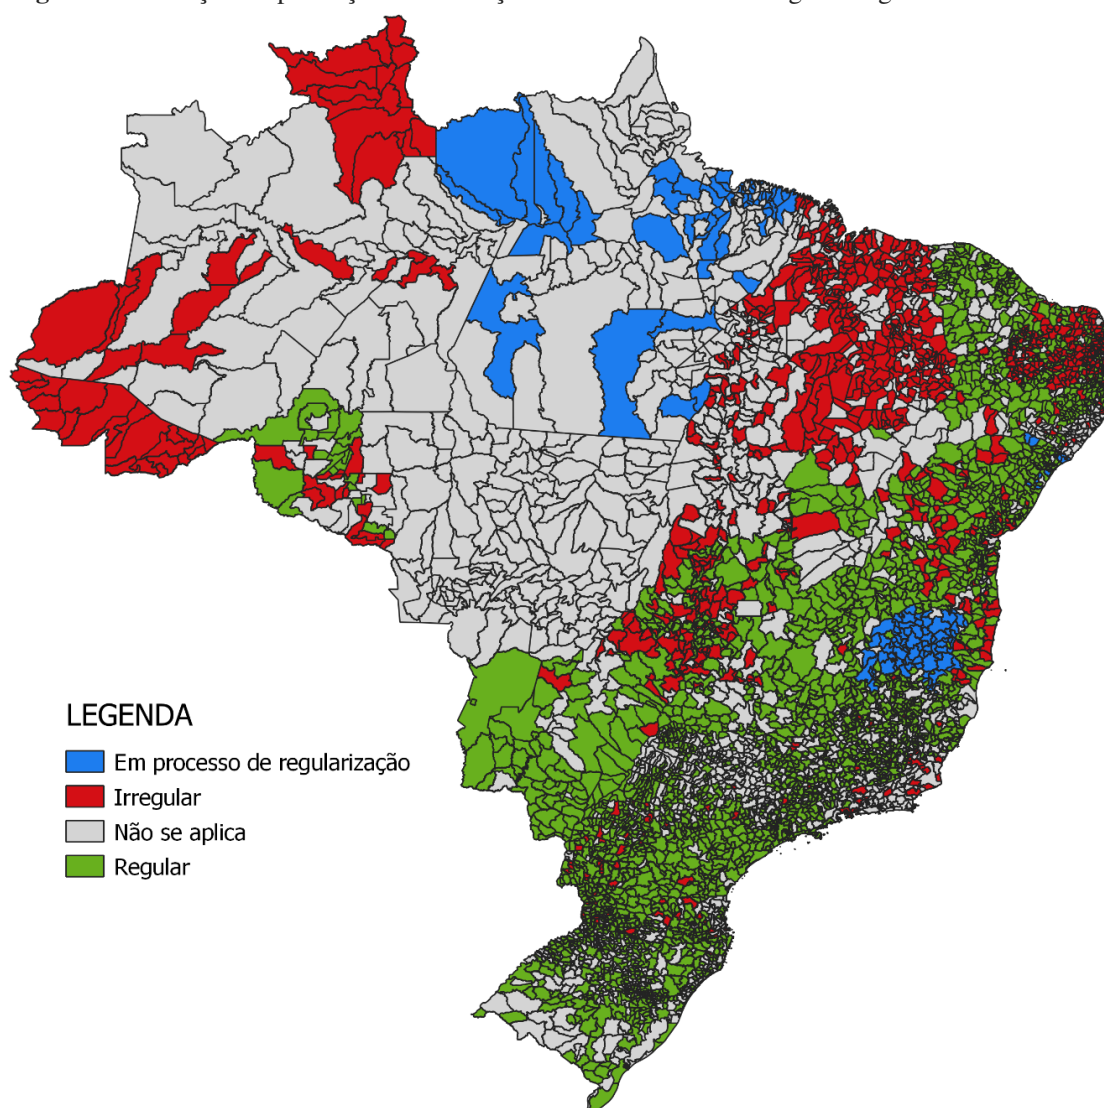 LEGENDA
Em processo de regularização
Irregular
Não se aplica
Regular